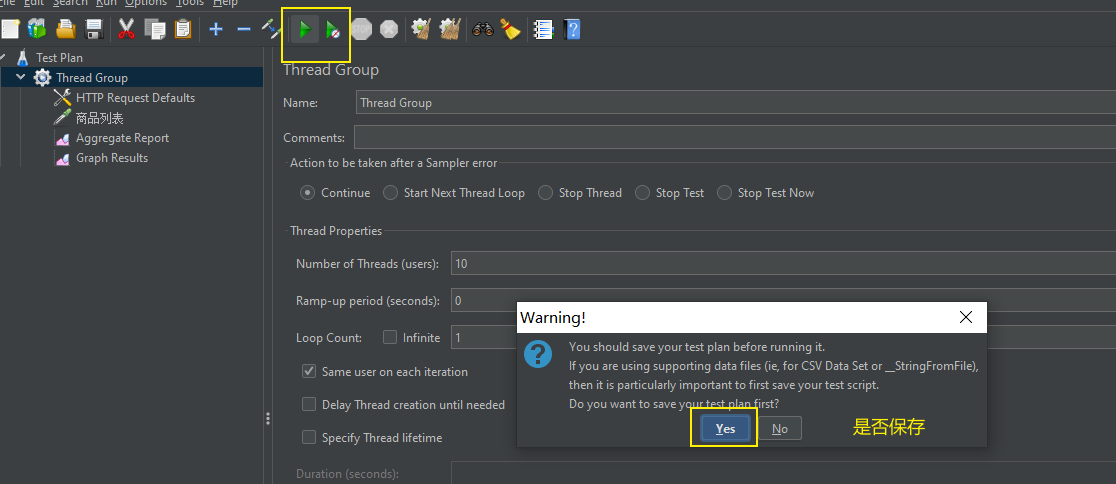 File Edit Search Run Options Tools Help
STOP
Test Plan
Thread Group
HTTP Request Defaults
商品列表
Aggregate Report
Graph Results
Thread Group
Name: Thread Group
Comments:
Action to be taken after a Sampler error
Continue Start Next Thread Loop Stop Thread Stop Test Stop Test Now
Thread Properties
Number of Threads (users): 10
Ramp-up period (seconds): 0
Loop Count: Infinite 1
Same user on each iteration
Delay Thread creation until needed
Specify Thread lifetime
Duration (seconds):
Warning!
You should save your test plan before running it.
If you are using supporting data files (ie, for CSV Data Set or __StringFromFile),
then it is particularly important to first save your test script.
Do you want to save your test plan first?
Yes No 是否保存